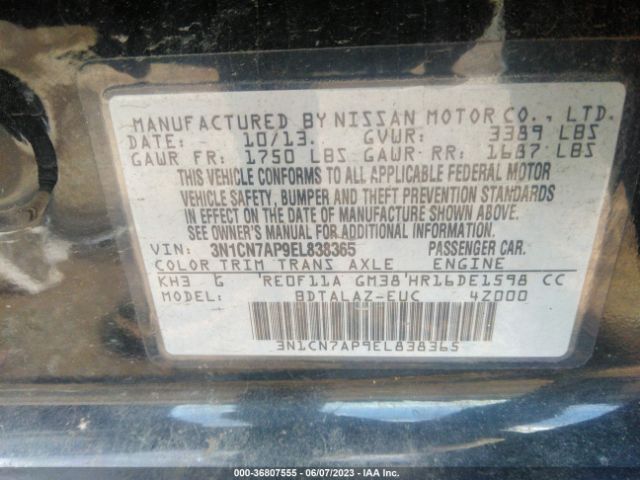 MANUFACTURED BY NISSAN MOTOR CO., LTD.
DATE: 10/13. GVWR: 3389 LBS
GAWR FR: 1750 LBS GAWR RR: 1687 LBS
THIS VEHICLE CONFORMS TO ALL APPLICABLE FEDERAL MOTOR
VEHICLE SAFETY, BUMPER AND THEFT PREVENTION STANDARDS
IN EFFECT ON THE DATE OF MANUFACTURE SHOWN ABOVE.
SEE OWNER'S MANUAL FOR ADDITIONAL INFORMATION.
VIN: 3N1CN7AP9EL838365 PASSENGER CAR.
COLOR TRIM TRANS AXLE ENGINE
KH3 G RE0F11A GM38 HR16DE1598 CC
MODEL: BDTALAZ-EUC 4Z000
3N1CN7AP9EL838365
000-36807555 - 06/07/2023 - IAA Inc.